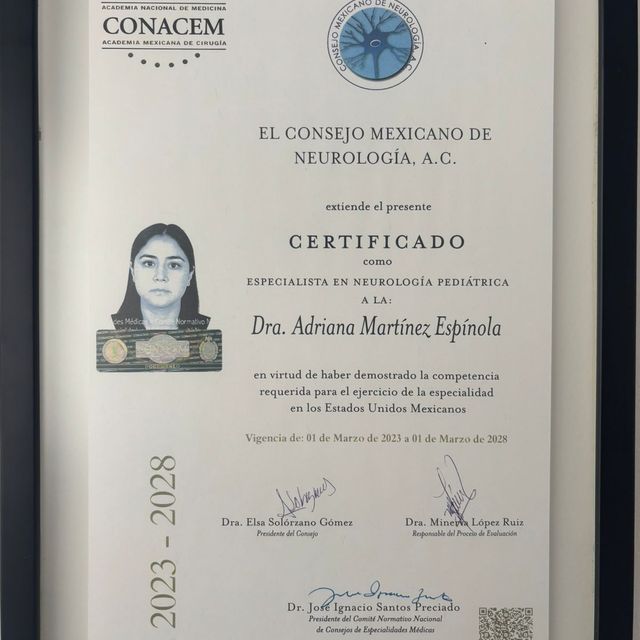 ACADEMIA NACIONAL DE MEDICINA
CONACEM
ACADEMIA MEXICANA DE CIRUGÍA
CONSEJO MEXICANO DE NEUROLOGÍA, A.C.
EL CONSEJO MEXICANO DE
NEUROLOGÍA, A.C.
extiende el presente
CERTIFICADO
como
ESPECIALISTA EN NEUROLOGÍA PEDIÁTRICA
A LA:
Dra. Adriana Martínez Espínola
en virtud de haber demostrado la competencia
requerida para el ejercicio de la especialidad
en los Estados Unidos Mexicanos
Vigencia de: 01 de Marzo de 2023 a 01 de Marzo de 2028
2023 - 2028
Dra. Elsa Solórzano Gómez
Presidente del Consejo
Dra. Minerva López Ruiz
Responsable del Proceso de Evaluación
Dr. José Ignacio Santos Preciado
Presidente del Comité Normativo Nacional
de Consejos de Especialidades Médicas